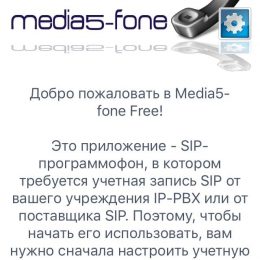 media5-fone
Добро пожаловать в Media5-
fone Free!
Это приложение - SIP-
программофон, в котором
требуется учетная запись SIP от
вашего учреждения IP-PBX или от
поставщика SIP. Поэтому, чтобы
начать его использовать, вам
нужно сначала настроить учетную